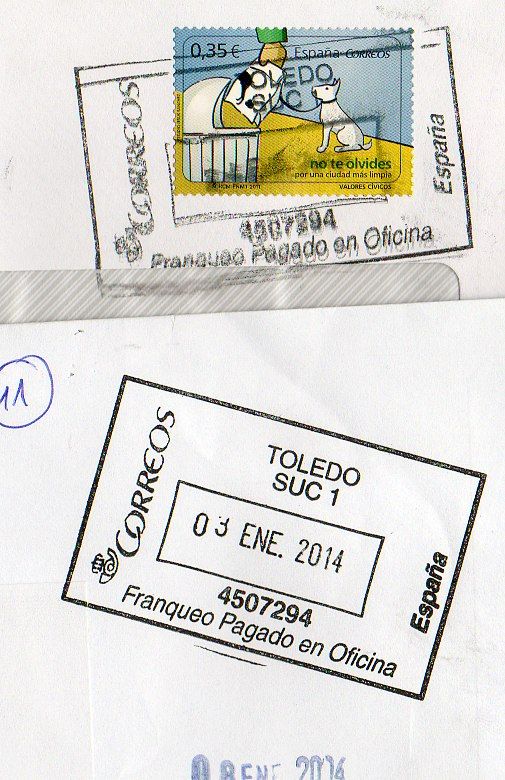 0,35 € España CORREOS
TOLEDO
SUC
CORREOS
España
no te olvides
por una ciudad más limpia
VALORES CÍVICOS
4507294
Franqueo Pagado en Oficina
11
CORREOS
TOLEDO
SUC 1
03 ENE. 2014
España
4507294
Franqueo Pagado en Oficina
ENE 2014